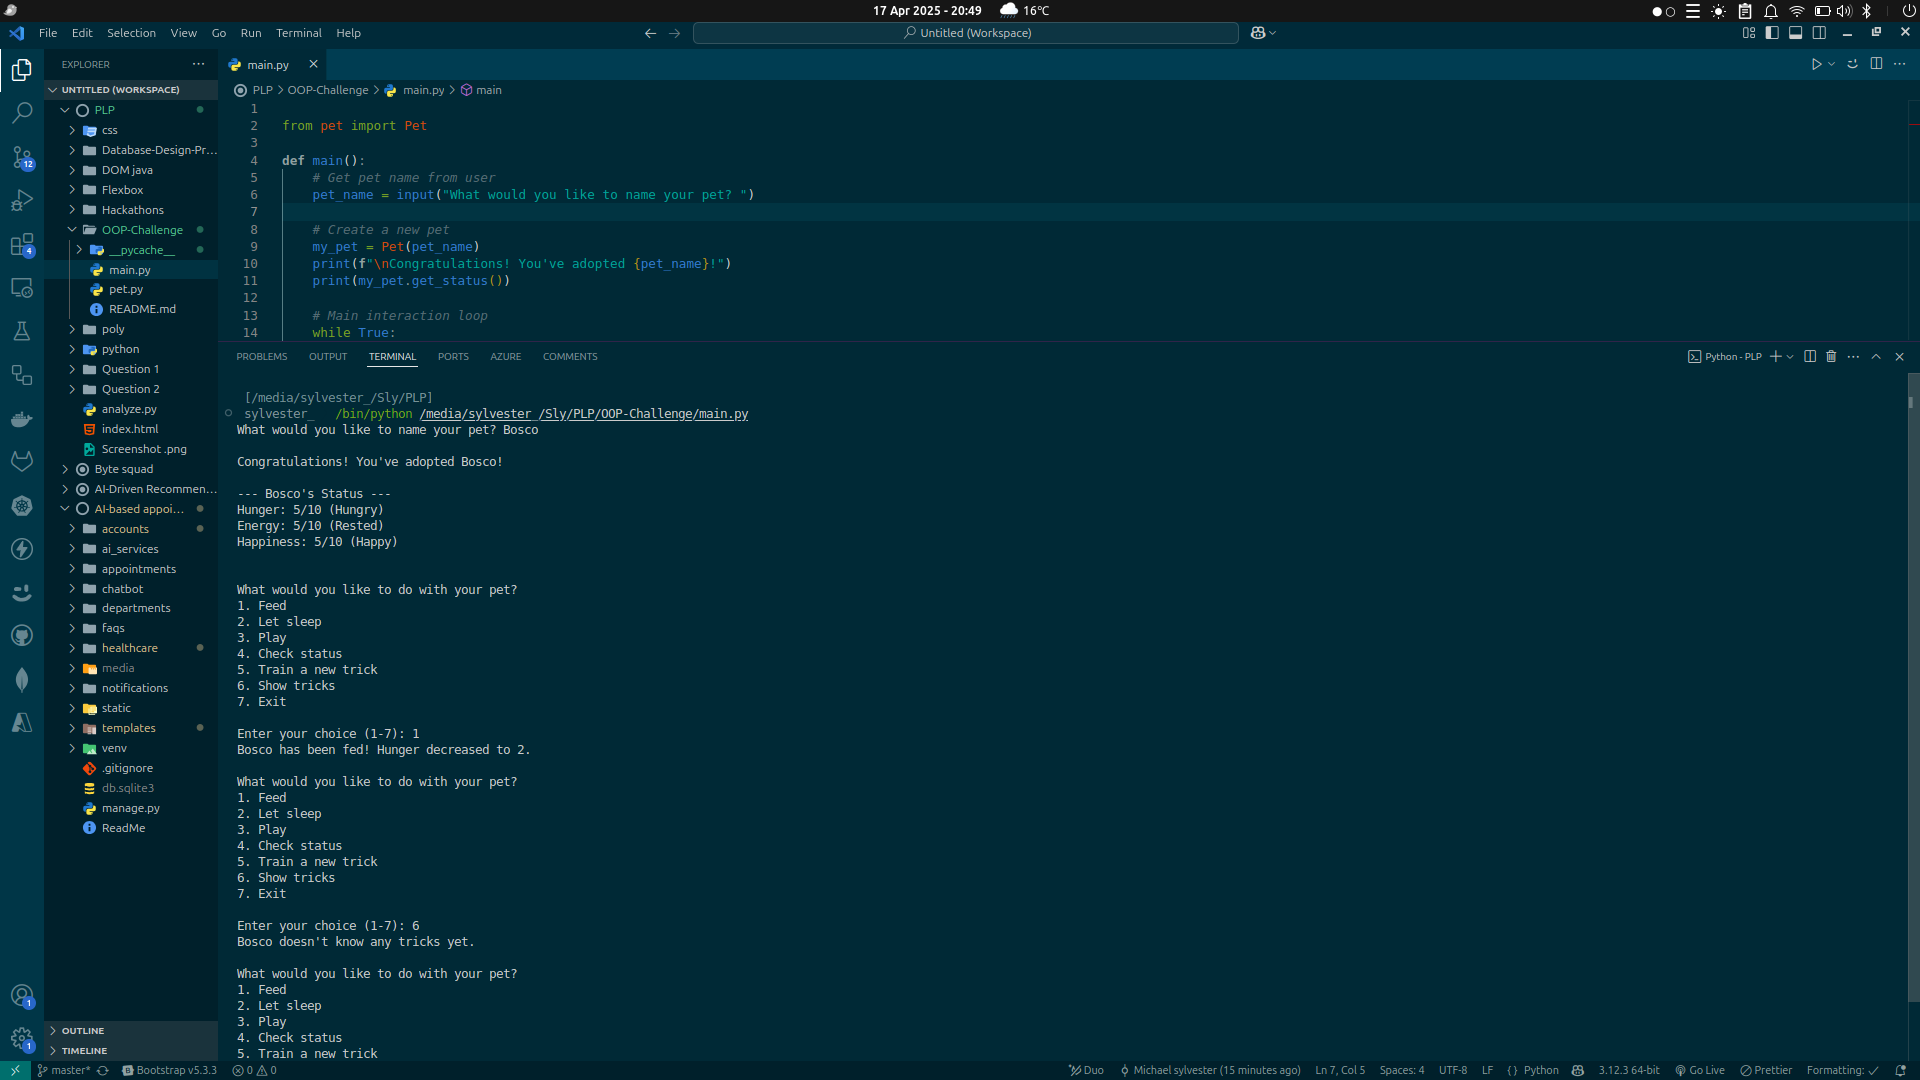 17 Apr 2025 - 20:49 16°C
File Edit Selection View Go Run Terminal Help
Untitled (Workspace)
EXPLORER
UNTITLED (WORKSPACE)
PLP
css
Database-Design-Pr...
DOM java
Flexbox
Hackathons
OOP-Challenge
__pycache__
main.py
pet.py
README.md
poly
python
Question 1
Question 2
analyze.py
index.html
Screenshot .png
Byte squad
AI-Driven Recommen...
AI-based appoi...
accounts
ai_services
appointments
chatbot
departments
faqs
healthcare
media
notifications
static
templates
venv
.gitignore
db.sqlite3
manage.py
ReadMe
OUTLINE
TIMELINE
12
4
1
1
main.py
PLP > OOP-Challenge > main.py > main
1
2 from pet import Pet
3
4 def main():
5 # Get pet name from user
6 pet_name = input("What would you like to name your pet? ")
7
8 # Create a new pet
9 my_pet = Pet(pet_name)
10 print(f"\nCongratulations! You've adopted {pet_name}!")
11 print(my_pet.get_status())
12
13 # Main interaction loop
14 while True:
PROBLEMS OUTPUT TERMINAL PORTS AZURE COMMENTS
Python - PLP
[/media/sylvester_/Sly/PLP]
sylvester_ /bin/python /media/sylvester_/Sly/PLP/OOP-Challenge/main.py
What would you like to name your pet? Bosco
Congratulations! You've adopted Bosco!
--- Bosco's Status ---
Hunger: 5/10 (Hungry)
Energy: 5/10 (Rested)
Happiness: 5/10 (Happy)
What would you like to do with your pet?
1. Feed
2. Let sleep
3. Play
4. Check status
5. Train a new trick
6. Show tricks
7. Exit
Enter your choice (1-7): 1
Bosco has been fed! Hunger decreased to 2.
What would you like to do with your pet?
1. Feed
2. Let sleep
3. Play
4. Check status
5. Train a new trick
6. Show tricks
7. Exit
Enter your choice (1-7): 6
Bosco doesn't know any tricks yet.
What would you like to do with your pet?
1. Feed
2. Let sleep
3. Play
4. Check status
5. Train a new trick
master* Bootstrap v5.3.3 0 0 Duo Michael sylvester (15 minutes ago) Ln 7, Col 5 Spaces: 4 UTF-8 LF {} Python 3.12.3 64-bit Go Live Prettier Formatting: ✓